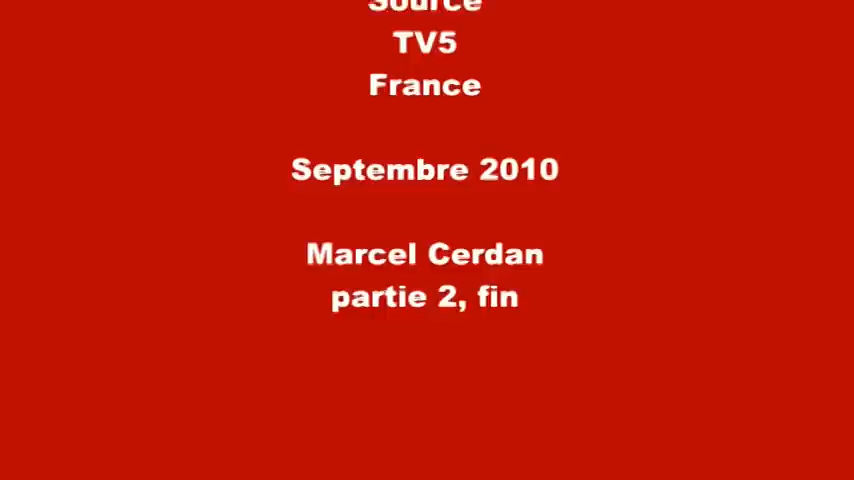 Source
TV5
France
Septembre 2010
Marcel Cerdan
partie 2, fin